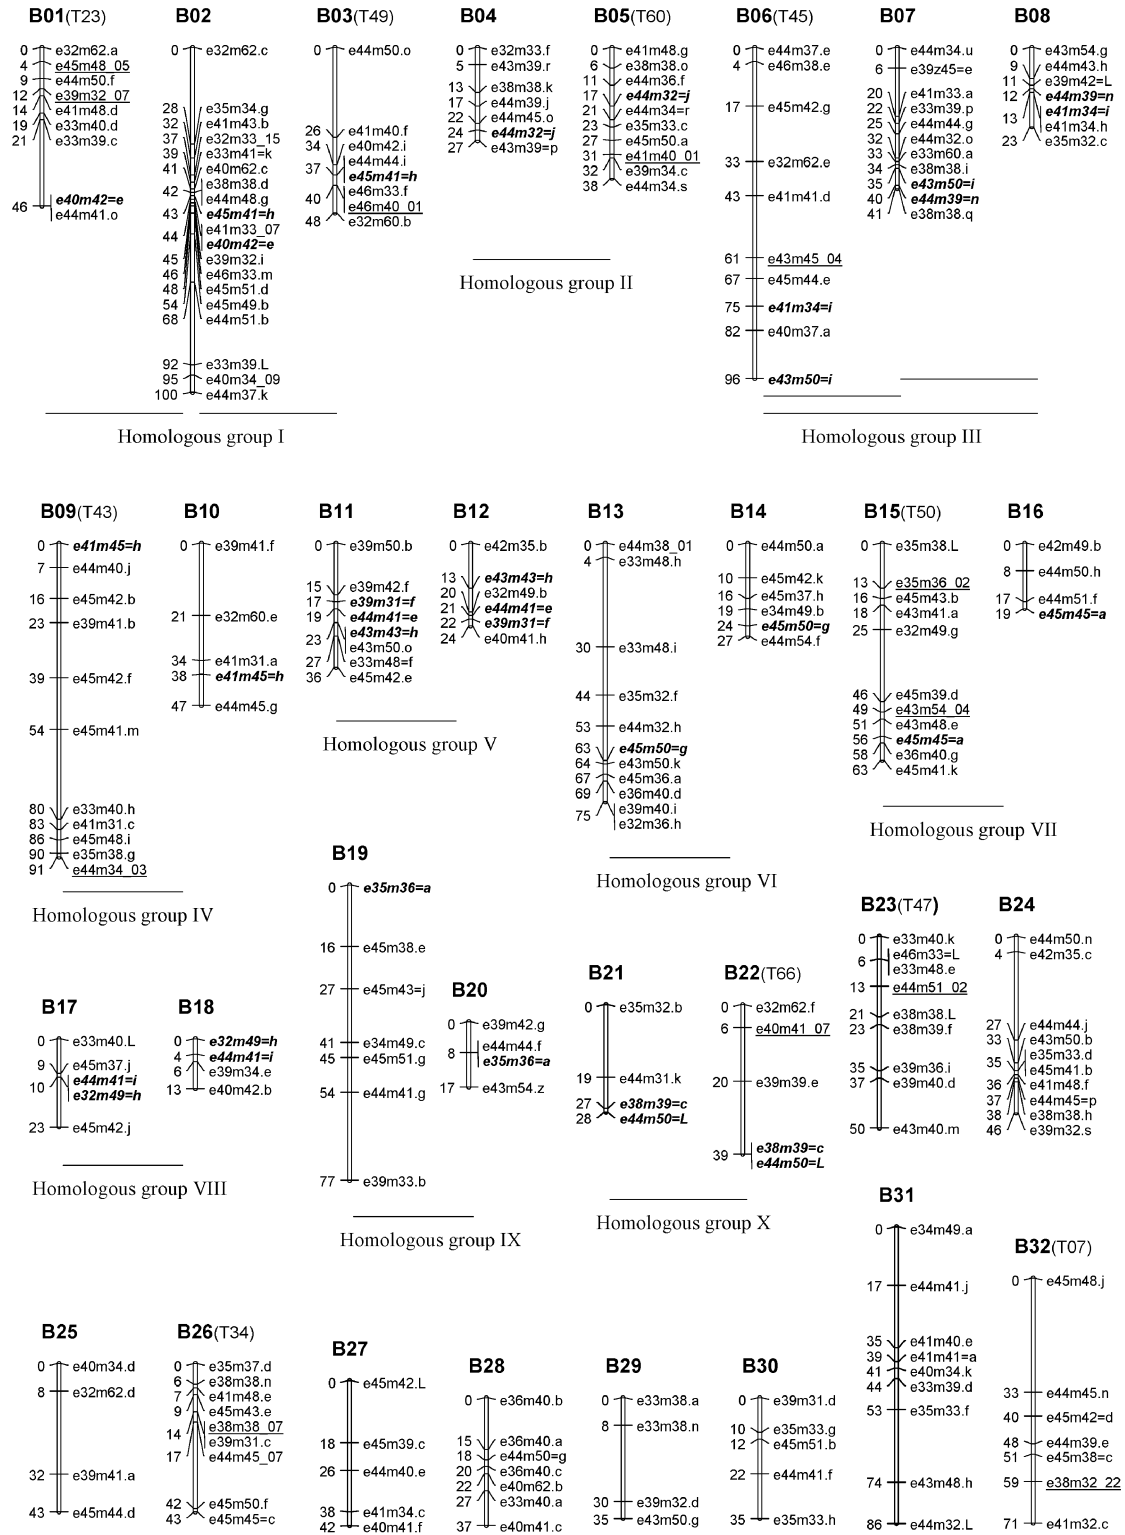 B01(T23)
0 e32m62.a
4 e45m48_05
9 e44m50.f
12 e39m32_07
14 e41m48.d
19 e33m40.d
21 e33m39.c
46 e40m42=e
e44m41.o
B02
0 e32m62.c
28 e35m34.g
32 e41m43.b
37 e32m33_15
39 e33m41=k
41 e40m62.c
42 e38m38.d
e44m48.g
43 e45m41=h
e41m33_07
44 e40m42=e
45 e39m32.i
46 e46m33.m
48 e45m51.d
54 e45m49.b
68 e44m51.b
92 e33m39.L
95 e40m34_09
100 e44m37.k
B03(T49)
0 e44m50.o
26 e41m40.f
34 e40m42.i
e44m44.i
37 e45m41=h
40 e46m33.f
e46m40_01
48 e32m60.b
Homologous group I
B04
0 e32m33.f
5 e43m39.r
13 e38m38.k
17 e44m39.j
22 e44m45.o
24 e44m32=j
27 e43m39=p
B05(T60)
0 e41m48.g
6 e38m38.o
11 e44m36.f
17 e44m32=j
21 e44m34=r
23 e35m33.c
27 e45m50.a
31 e41m40_01
32 e39m34.c
38 e44m34.s
Homologous group II
B06(T45)
0 e44m37.e
4 e46m38.e
17 e45m42.g
33 e32m62.e
43 e41m41.d
61 e43m45_04
67 e45m44.e
75 e41m34=i
82 e40m37.a
96 e43m50=i
B07
0 e44m34.u
6 e39z45=e
20 e41m33.a
22 e33m39.p
25 e44m44.g
32 e44m32.o
33 e33m60.a
34 e38m38.i
35 e43m50=i
40 e44m39=n
41 e38m38.q
B08
0 e43m54.g
9 e44m43.h
11 e39m42=L
12 e44m39=n
13 e41m34=i
e41m34.h
23 e35m32.c
Homologous group III
B09(T43)
0 e41m45=h
7 e44m40.j
16 e45m42.b
23 e39m41.b
39 e45m42.f
54 e45m41.m
80 e33m40.h
83 e41m31.c
86 e45m48.i
90 e35m38.g
91 e44m34_03
B10
0 e39m41.f
21 e32m60.e
34 e41m31.a
38 e41m45=h
47 e44m45.g
Homologous group IV
B11
0 e39m50.b
15 e39m42.f
17 e39m31=f
19 e44m41=e
23 e43m43=h
e43m50.o
27 e33m48=f
36 e45m42.e
B12
0 e42m35.b
13 e43m43=h
20 e32m49.b
21 e44m41=e
22 e39m31=f
24 e40m41.h
Homologous group V
B13
0 e44m38_01
4 e33m48.h
30 e33m48.i
44 e35m32.f
53 e44m32.h
63 e45m50=g
64 e43m50.k
67 e45m36.a
69 e36m40.d
75 e39m40.i
e32m36.h
B14
0 e44m50.a
10 e45m42.k
16 e45m37.h
19 e34m49.b
24 e45m50=g
27 e44m54.f
Homologous group VI
B15(T50)
0 e35m38.L
13 e35m36_02
16 e45m43.b
18 e43m41.a
25 e32m49.g
46 e45m39.d
49 e43m54_04
51 e43m48.e
56 e45m45=a
58 e36m40.g
63 e45m41.k
B16
0 e42m49.b
8 e44m50.h
17 e44m51.f
19 e45m45=a
Homologous group VII
B17
0 e33m40.L
9 e45m37.j
10 e44m41=i
e32m49=h
23 e45m42.j
B18
0 e32m49=h
4 e44m41=i
6 e39m34.e
13 e40m42.b
Homologous group VIII
B19
0 e35m36=a
16 e45m38.e
27 e45m43=j
41 e34m49.c
45 e45m51.g
54 e44m41.g
77 e39m33.b
B20
0 e39m42.g
8 e44m44.f
e35m36=a
17 e43m54.z
Homologous group IX
B21
0 e35m32.b
19 e44m31.k
27 e38m39=c
28 e44m50=L
B22(T66)
0 e32m62.f
6 e40m41_07
20 e39m39.e
39 e38m39=c
e44m50=L
Homologous group X
B23(T47)
0 e33m40.k
6 e46m33=L
e33m48.e
13 e44m51_02
21 e38m38.L
23 e38m39.f
35 e39m36.i
37 e39m40.d
50 e43m40.m
B24
0 e44m50.n
4 e42m35.c
27 e44m44.j
33 e43m50.b
35 e35m33.d
e45m41.b
36 e41m48.f
37 e44m45=p
38 e38m38.h
46 e39m32.s
B25
0 e40m34.d
8 e32m62.d
32 e39m41.a
43 e45m44.d
B26(T34)
0 e35m37.d
6 e38m38.n
7 e41m48.e
9 e45m43.e
14 e38m38_07
e39m31.c
17 e44m45_07
42 e45m50.f
43 e45m45=c
B27
0 e45m42.L
18 e45m39.c
26 e44m40.e
38 e41m34.c
42 e40m41.f
B28
0 e36m40.b
15 e36m40.a
18 e44m50=g
20 e36m40.c
22 e40m62.b
27 e33m40.a
37 e40m41.c
B29
0 e33m38.a
8 e33m38.n
30 e39m32.d
35 e43m50.g
B30
0 e39m31.d
10 e35m33.g
12 e45m51.b
22 e44m41.f
35 e35m33.h
B31
0 e34m49.a
17 e44m41.j
35 e41m40.e
39 e41m41=a
41 e40m34.k
44 e33m39.d
53 e35m33.f
74 e43m48.h
86 e44m32.L
B32(T07)
0 e45m48.j
33 e44m45.n
40 e45m42=d
48 e44m39.e
51 e45m38=c
59 e38m32_22
71 e41m32.c